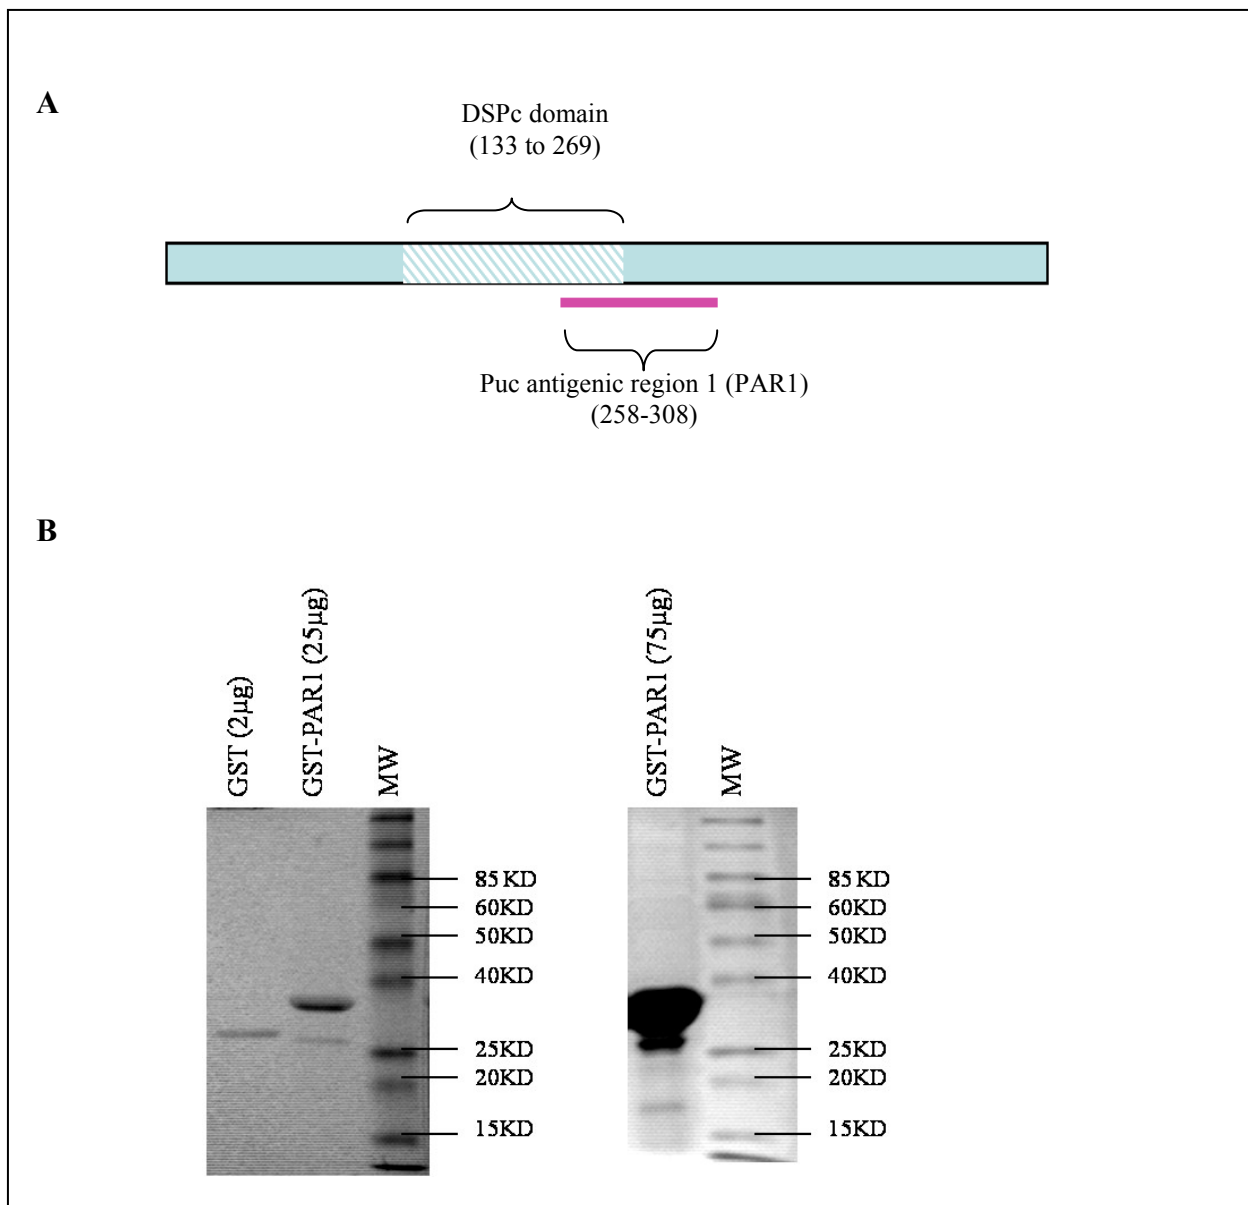 A
DSPc domain
(133 to 269)
Puc antigenic region 1 (PAR1)
(258-308)
B
GST (2µg)
GST-PAR1 (25µg)
MW
85 KD
60KD
50KD
40KD
25KD
20KD
15KD
GST-PAR1 (75µg)
MW
85 KD
60KD
50KD
40KD
25KD
20KD
15KD